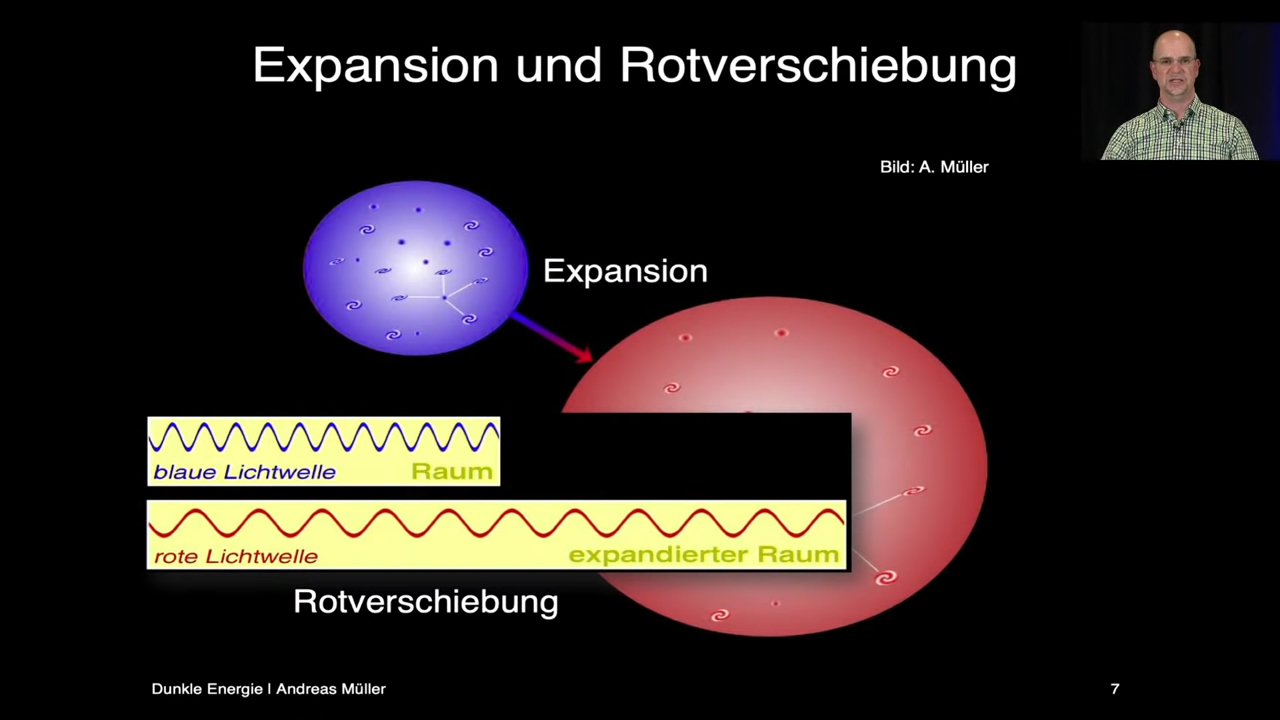 Expansion und Rotverschiebung
Bild: A. Müller
Expansion
blaue Lichtwelle
Raum
rote Lichtwelle
expandierter Raum
Rotverschiebung
Dunkle Energie | Andreas Müller
7